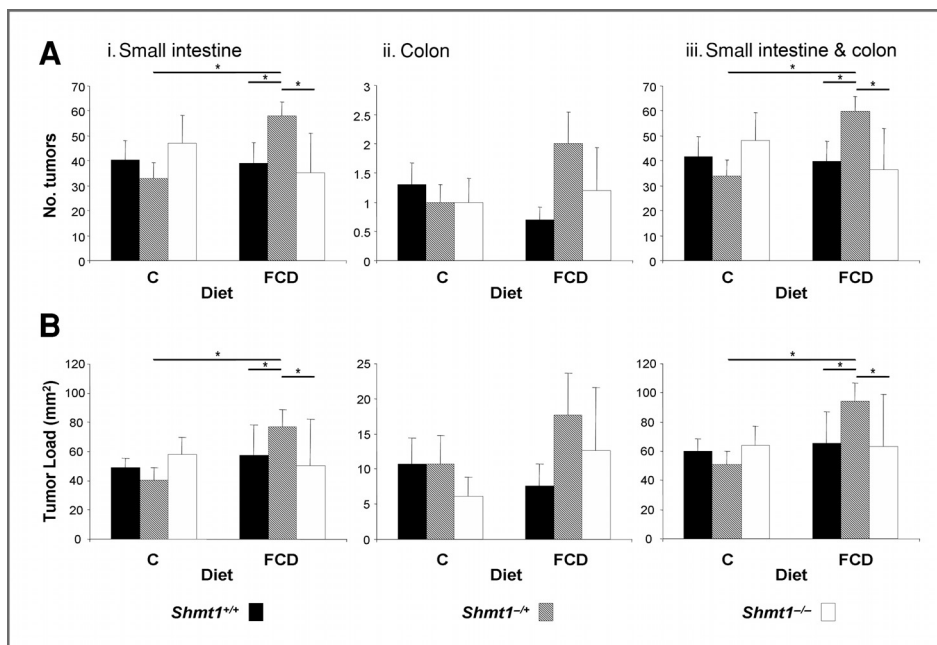 A
i. Small intestine
ii. Colon
iii. Small intestine & colon
No. tumors
70
60
50
40
30
20
10
0
*
*
*
C
FCD
Diet
3
2.5
2
1.5
1
0.5
0
C
FCD
Diet
70
60
50
40
30
20
10
0
*
*
*
C
FCD
Diet
B
Tumor Load (mm²)
120
100
80
60
40
20
0
*
*
*
C
FCD
Diet
25
20
15
10
5
0
C
FCD
Diet
120
100
80
60
40
20
0
*
*
*
C
FCD
Diet
Shmt1+/+
Shmt1–/+
Shmt1–/–